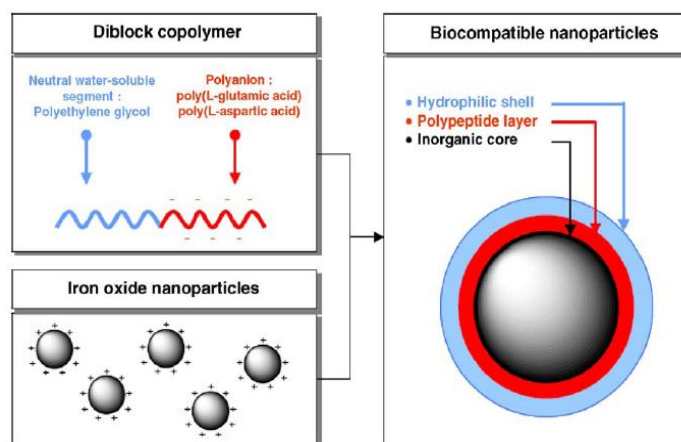 Diblock copolymer
Neutral water-soluble
segment :
Polyethylene glycol
Polyanion :
poly(L-glutamic acid)
poly(L-aspartic acid)
Iron oxide nanoparticles
Biocompatible nanoparticles
• Hydrophilic shell
• Polypeptide layer
• Inorganic core